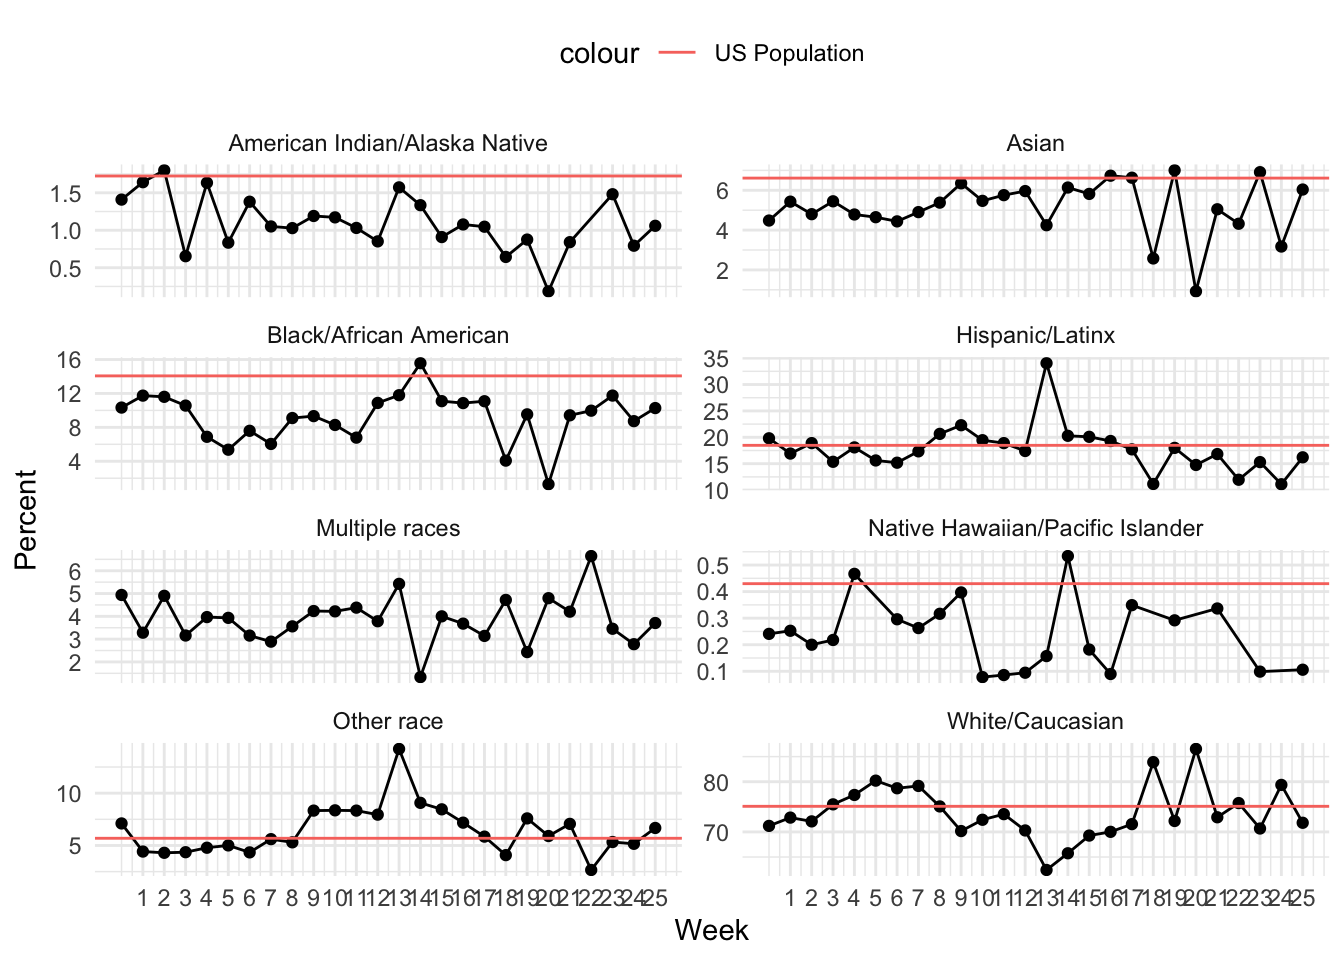 colour US Population
American Indian/Alaska Native
1.5
1.0
0.5
Asian
6
4
2
Black/African American
16
12
8
4
Hispanic/Latinx
35
30
25
20
15
10
Multiple races
6
5
4
3
2
Native Hawaiian/Pacific Islander
0.5
0.4
0.3
0.2
0.1
Other race
10
5
White/Caucasian
80
70
Percent
1 2 3 4 5 6 7 8 9 10 11 12 13 14 15 16 17 18 19 20 21 22 23 24 25
1 2 3 4 5 6 7 8 9 10 11 12 13 14 15 16 17 18 19 20 21 22 23 24 25
Week